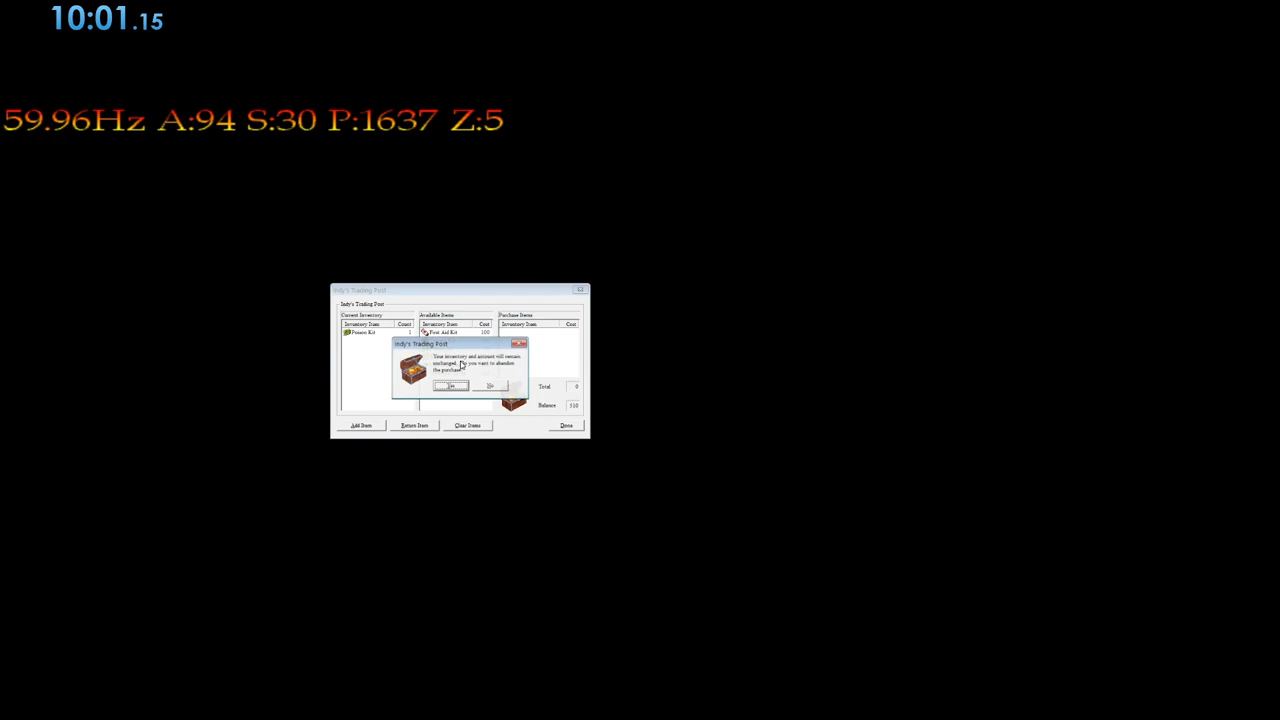 10:01.15
59.96Hz A:94 S:30 P:1637 Z:5
Indy's Trading Post
Indy's Trading Post
Current Inventory Available Items Purchase Items
Inventory Item Count Inventory Item Cost Inventory Item Cost
Poison Kit 1 First Aid Kit 100
Indy's Trading Post
Your inventory and account will remain
unchanged. Do you want to abandon
the purchase?
Yes No
Total 0
Balance 510
Add Item Return Item Clear Items Done